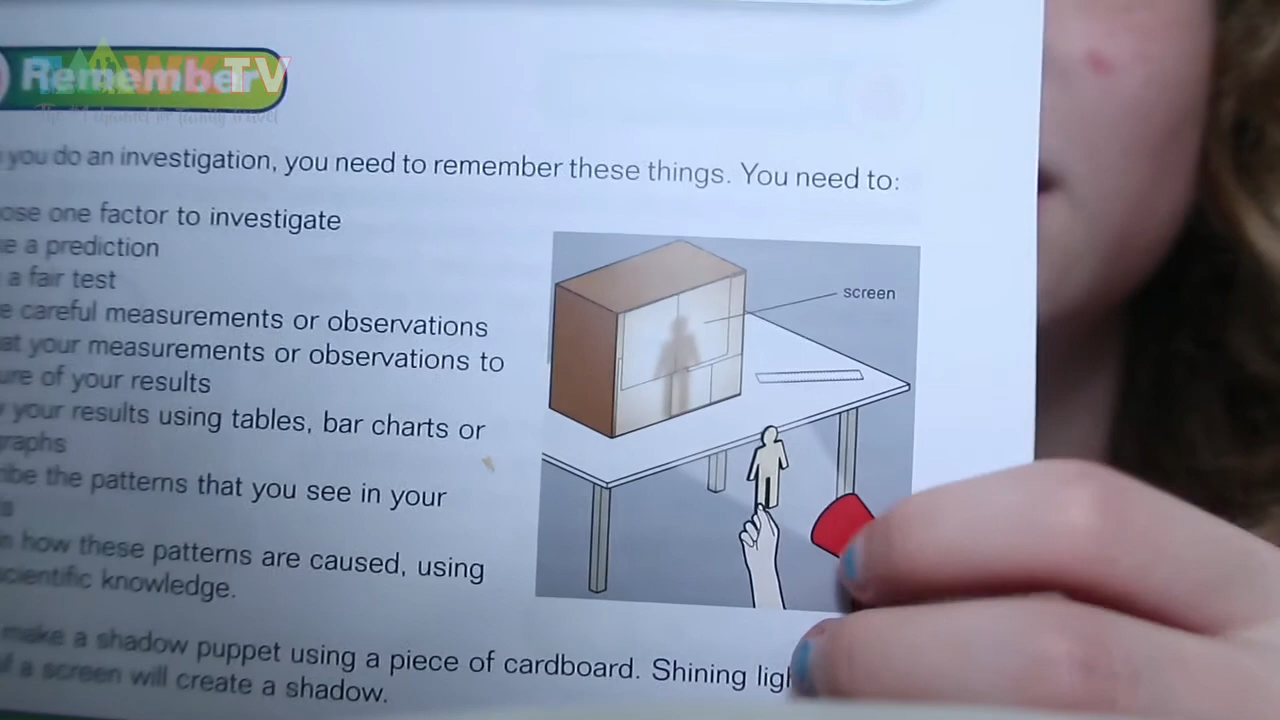 Remember
TV
you do an investigation, you need to remember these things. You need to:
one factor to investigate
a prediction
a fair test
careful measurements or observations
your measurements or observations to
of your results
your results using tables, bar charts or
graphs
the patterns that you see in your
how these patterns are caused, using
scientific knowledge.
screen
make a shadow puppet using a piece of cardboard. Shining
a screen will create a shadow.